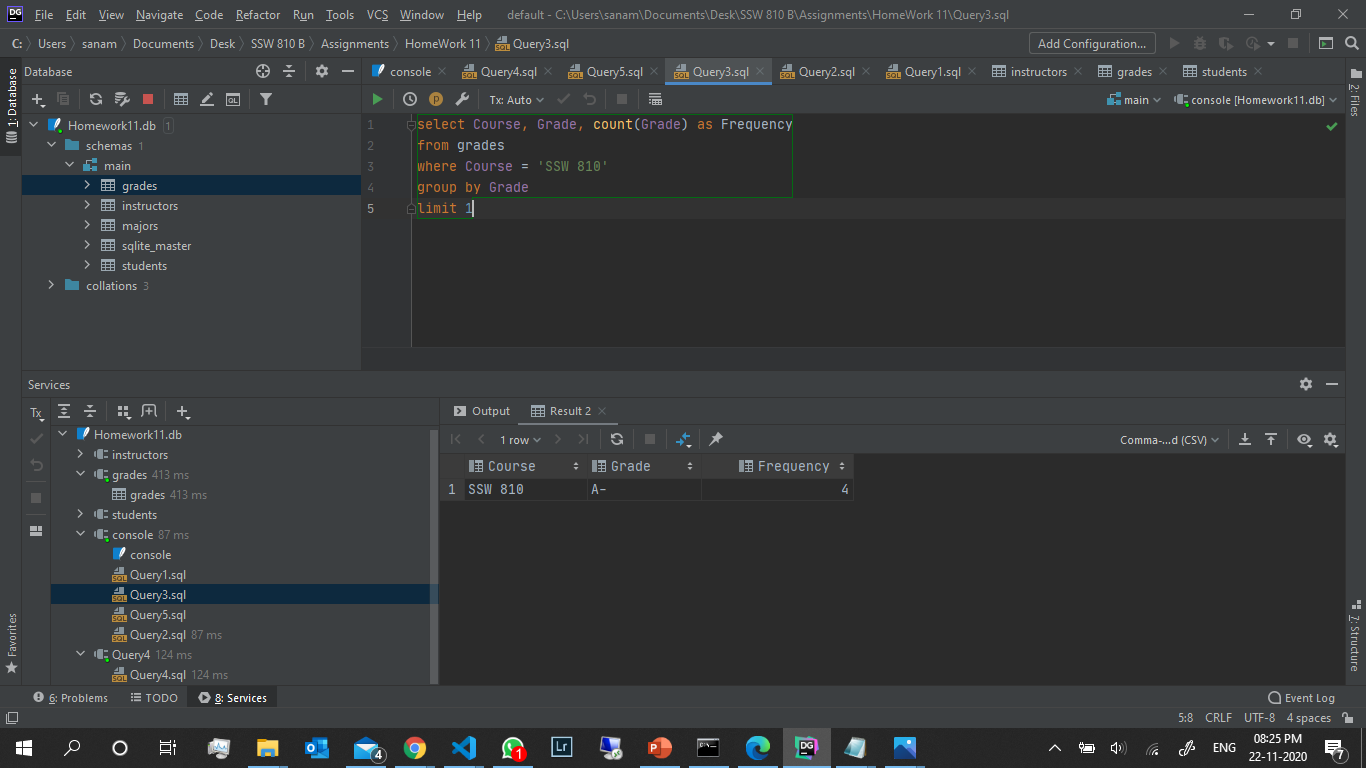 DG File Edit View Navigate Code Refactor Run Tools VCS Window Help default - C:\Users\sanam\Documents\Desk\SSW 810 B\Assignments\HomeWork 11\Query3.sql
C: Users sanam Documents Desk SSW 810 B Assignments HomeWork 11 Query3.sql Add Configuration...
1: Database
Database
console Query4.sql Query5.sql Query3.sql Query2.sql Query1.sql instructors grades students
2: Files
QL
Tx: Auto main console [Homework11.db]
Homework11.db 1
schemas 1
main
grades
instructors
majors
sqlite_master
students
collations 3
1 select Course, Grade, count(Grade) as Frequency
2 from grades
3 where Course = 'SSW 810'
4 group by Grade
5 limit 1
Services
Tx
Homework11.db
instructors
grades 413 ms
grades 413 ms
students
console 87 ms
console
Query1.sql
Query3.sql
Query5.sql
Query2.sql 87 ms
Query4 124 ms
Query4.sql 124 ms
Output Result 2
1 row Comma-...d (CSV)
Course Grade Frequency
1 SSW 810 A- 4
Favorites
7: Structure
6: Problems TODO 8: Services Event Log
5:8 CRLF UTF-8 4 spaces
4 1 Lr DG ENG 08:25 PM
22-11-2020 7